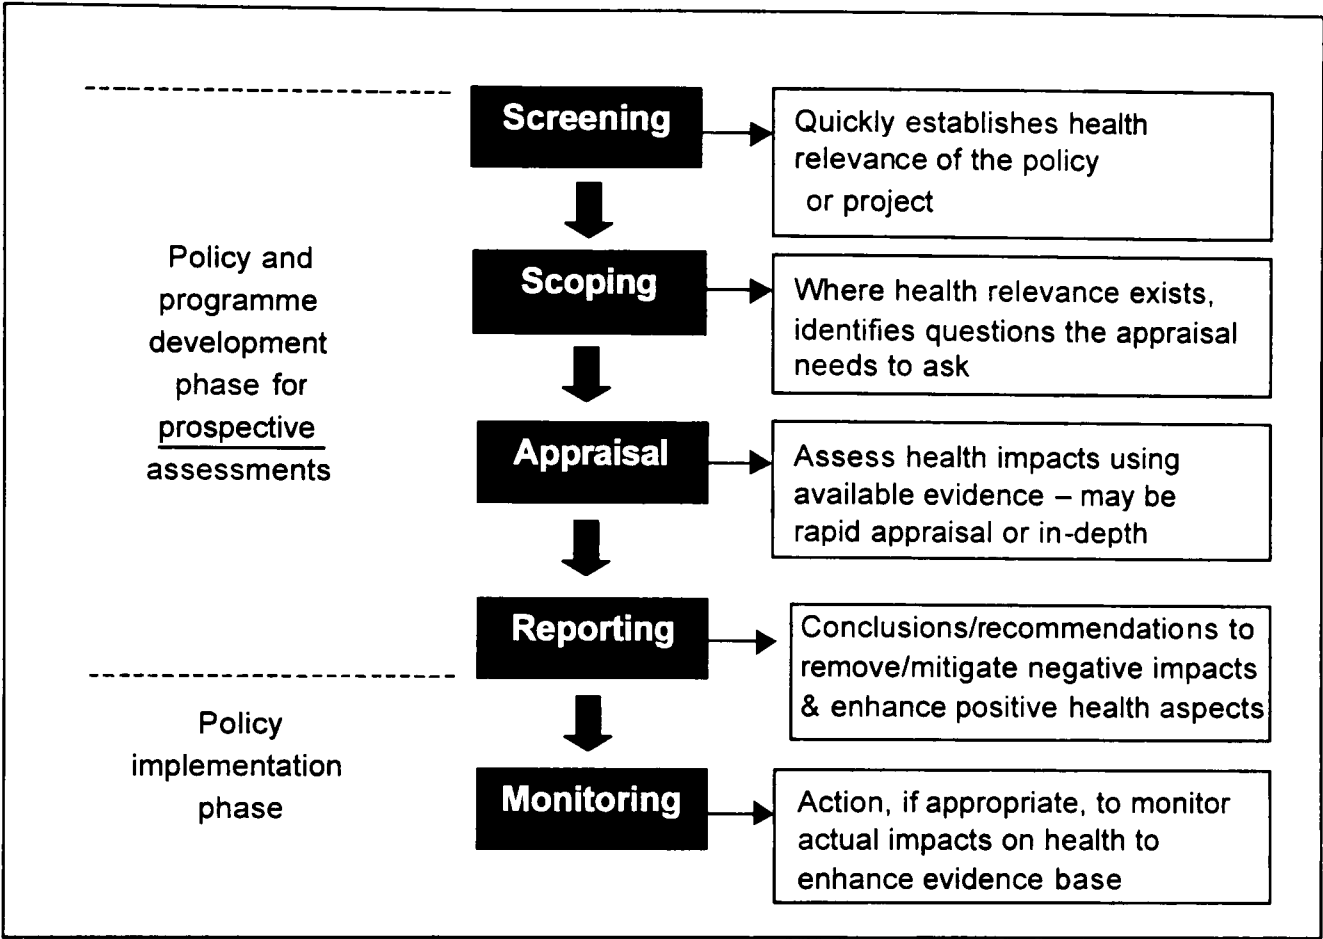 Screening
Quickly establishes health
relevance of the policy
or project
Policy and
programme
development
phase for
prospective
assessments
Scoping
Where health relevance exists,
identifies questions the appraisal
needs to ask
Appraisal
Assess health impacts using
available evidence – may be
rapid appraisal or in-depth
Reporting
Conclusions/recommendations to
remove/mitigate negative impacts
& enhance positive health aspects
Policy
implementation
phase
Monitoring
Action, if appropriate, to monitor
actual impacts on health to
enhance evidence base